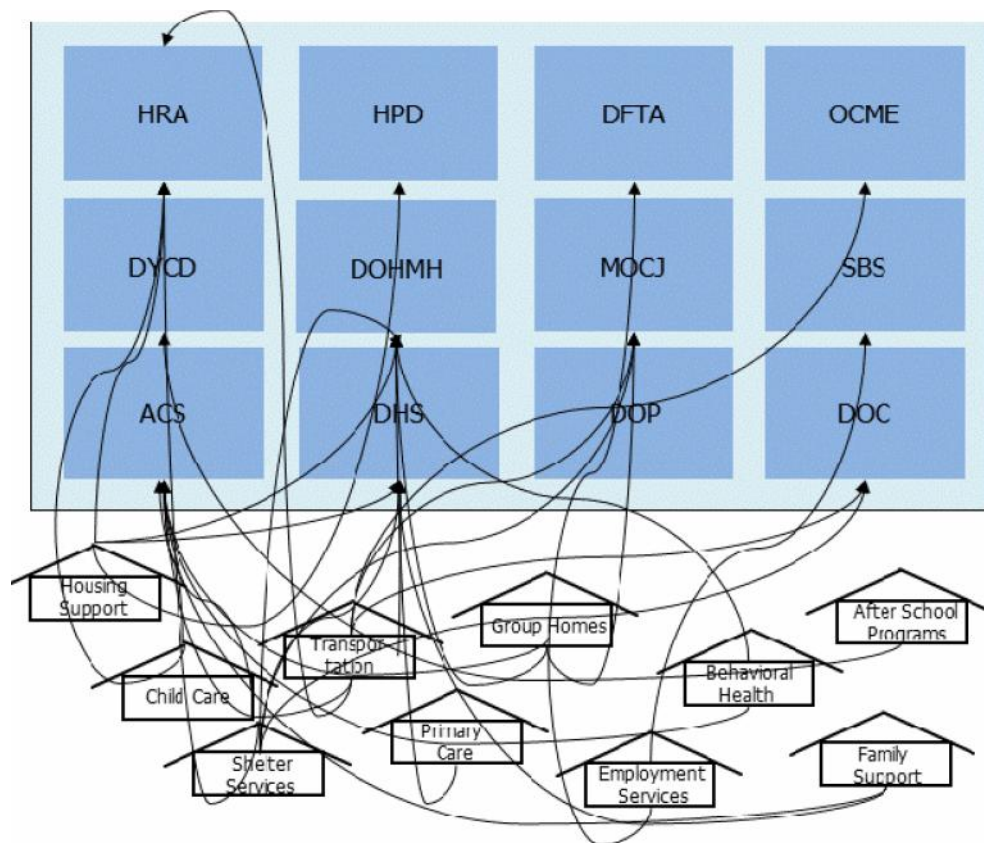 HRA
HPD
DFTA
OCME
DYCD
DOHMH
MOCJ
SBS
ACS
DHS
DOP
DOC
Housing
Support
Transpor-
tation
Group Homes
After School
Programs
Child Care
Behavioral
Health
Primary
Care
Shelter
Services
Employment
Services
Family
Support